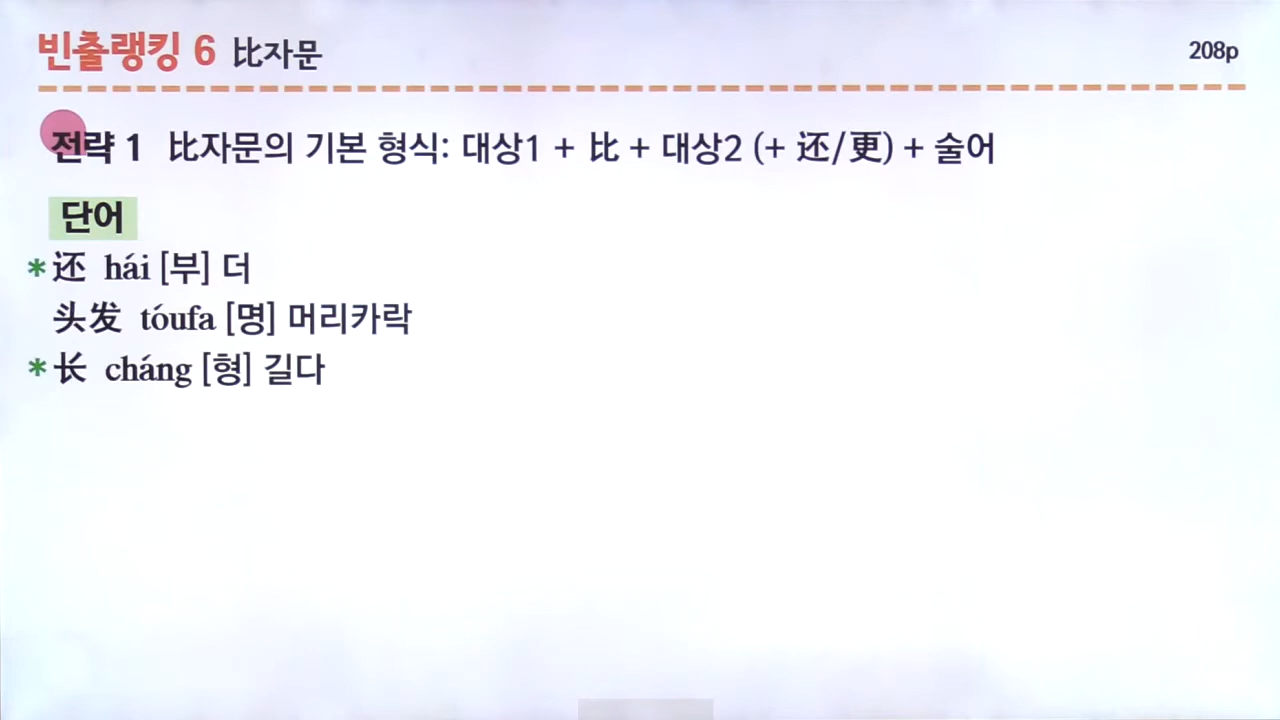 빈출랭킹 6 比자문
208p
전략 1 比자문의 기본 형식: 대상1 + 比 + 대상2 (+ 还/更) + 술어
단어
*还 hái [부] 더
头发 tóufa [명] 머리카락
*长 cháng [형] 길다